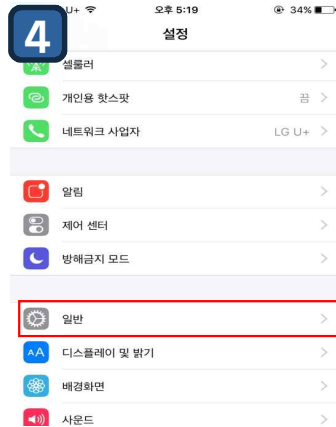 4
U+ 오후 5:19 34%
설정
셀룰러
개인용 핫스팟 끔
네트워크 사업자 LG U+
알림
제어 센터
방해금지 모드
일반
AA 디스플레이 및 밝기
배경화면
사운드